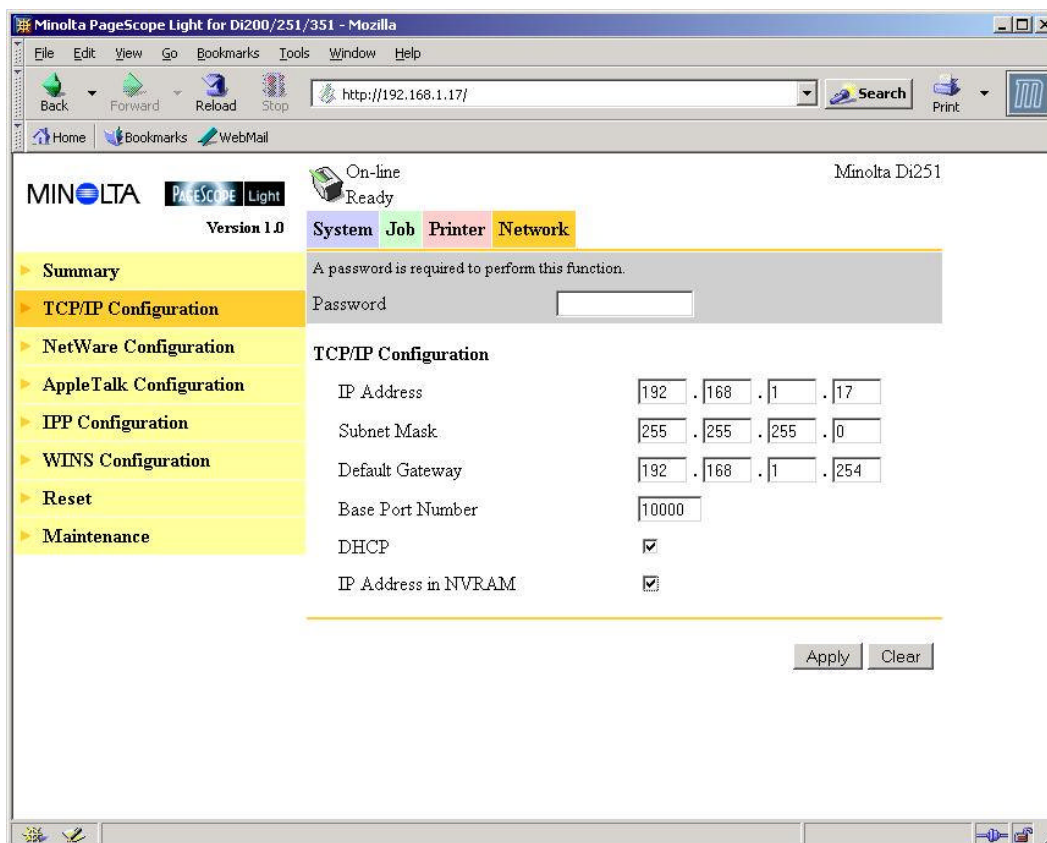 Minolta PageScope Light for Di200/251/351 - Mozilla
File Edit View Go Bookmarks Tools Window Help
Back Forward Reload Stop http://192.168.1.17/ Search Print
Home Bookmarks WebMail
MINOLTA PAGESCOPE Light
Version 1.0
On-line
Ready
Minolta Di251
System Job Printer Network
Summary
TCP/IP Configuration
NetWare Configuration
AppleTalk Configuration
IPP Configuration
WINS Configuration
Reset
Maintenance
A password is required to perform this function.
Password
TCP/IP Configuration
IP Address 192 . 168 . 1 . 17
Subnet Mask 255 . 255 . 255 . 0
Default Gateway 192 . 168 . 1 . 254
Base Port Number 10000
DHCP
IP Address in NVRAM
Apply Clear